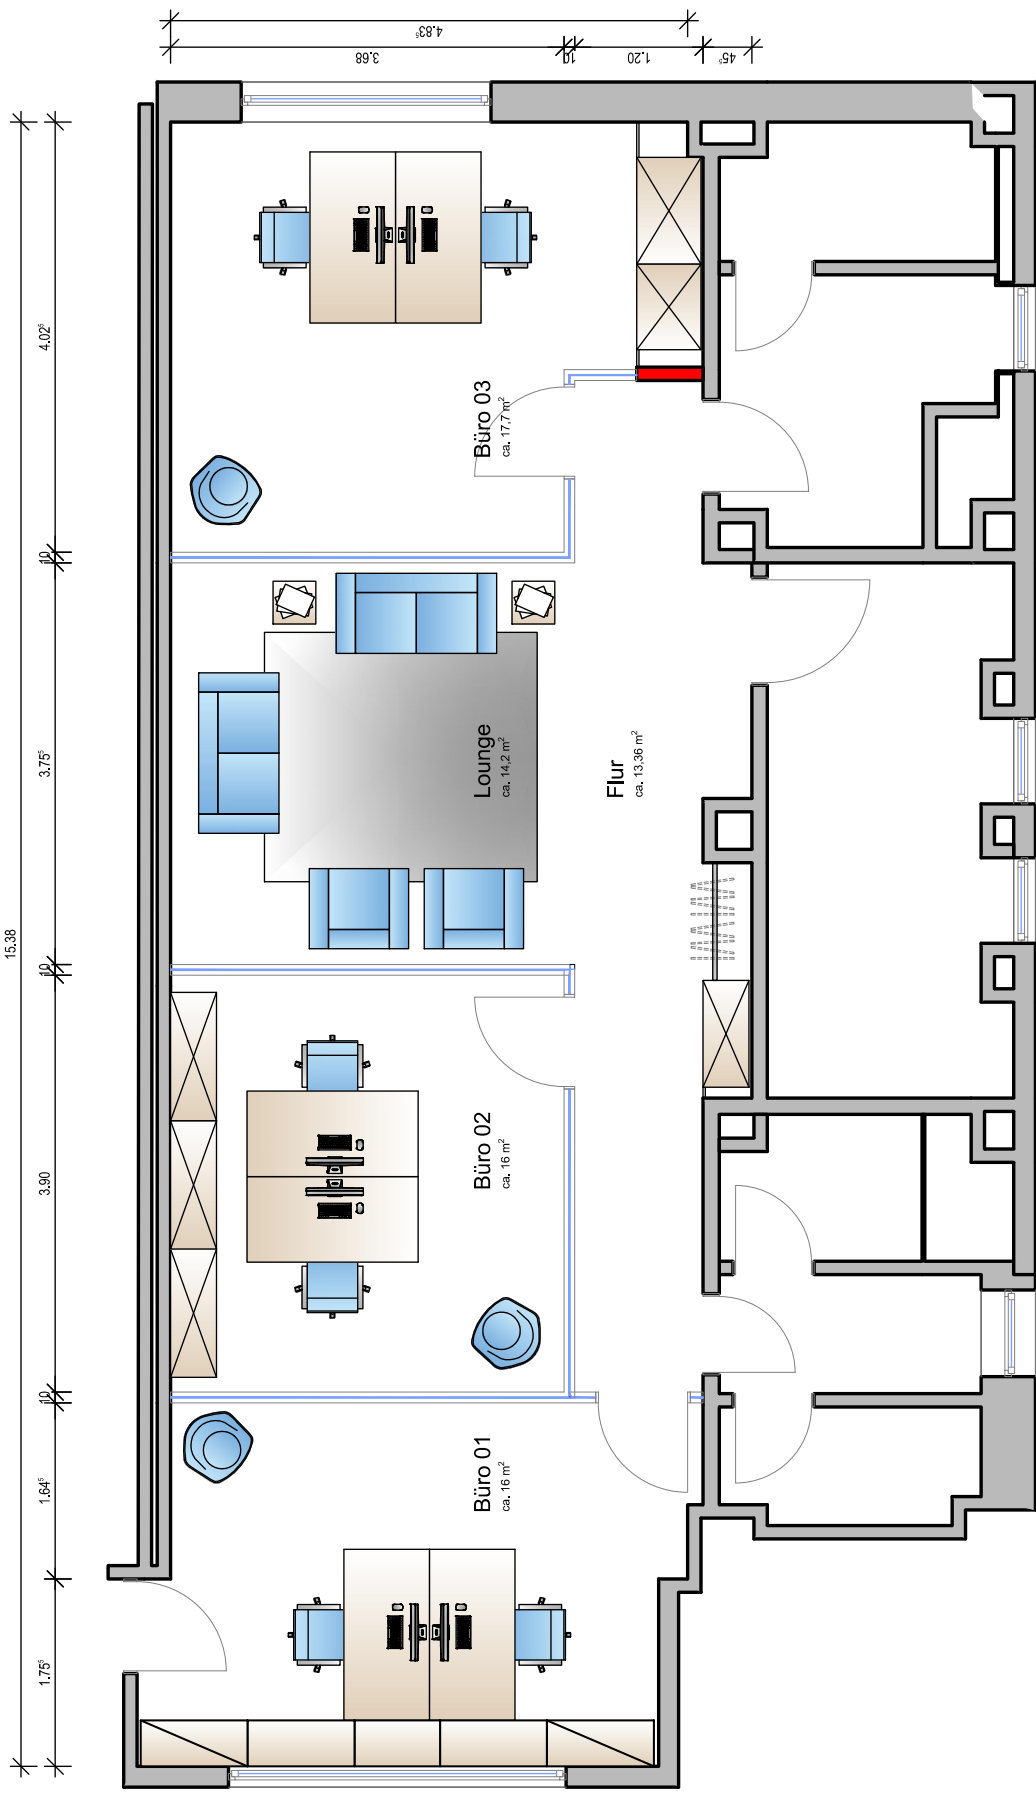 4.83⁵
3.68
10
1.20
45⁵
15.38
4.02⁵
10
3.75⁵
10
3.90
10
1.64⁵
1.75⁵
Büro 03
ca. 17,7 m²
Lounge
ca. 14,2 m²
Flur
ca. 13,36 m²
Büro 02
ca. 16 m²
Büro 01
ca. 16 m²